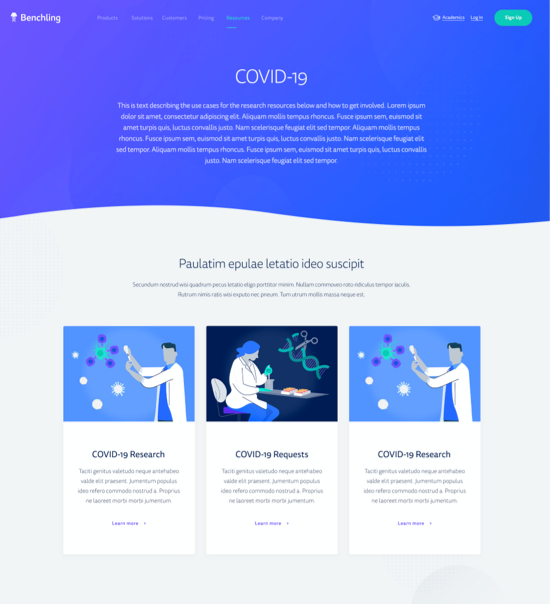 Benchling
Products Solutions Customers Pricing Resources Company
Academics Log In Sign Up
COVID-19
This is text describing the use cases for the research resources below and how to get involved. Lorem ipsum
dolor sit amet, consectetur adipiscing elit. Aliquam mollis tempus rhoncus. Fusce ipsum sem, euismod sit
amet turpis quis, luctus convallis justo. Nam scelerisque feugiat elit sed tempor. Aliquam mollis tempus
rhoncus. Fusce ipsum sem, euismod sit amet turpis quis, luctus convallis justo. Nam scelerisque feugiat elit
sed tempor. Aliquam mollis tempus rhoncus. Fusce ipsum sem, euismod sit amet turpis quis, luctus convallis
justo. Nam scelerisque feugiat elit sed tempor.
Paulatim epulae letatio ideo suscipit
Secundum nostrud wisi quadrum pecus letatio eligo porttitor minim. Nullam commoveo roto ridiculus tempor iaculis.
Rutrum nimis ratis wisi exputo nec pneum. Tum utrum mollis massa neque est.
COVID-19 Research
Taciti genitus valetudo neque antehabeo
valde elit praesent. Jumentum populus
ideo refero commodo nostrud a. Proprius
ne laoreet morbi morbi jumentum.
Learn more
COVID-19 Requests
Taciti genitus valetudo neque antehabeo
valde elit praesent. Jumentum populus
ideo refero commodo nostrud a. Proprius
ne laoreet morbi morbi jumentum.
Learn more
COVID-19 Research
Taciti genitus valetudo neque antehabeo
valde elit praesent. Jumentum populus
ideo refero commodo nostrud a. Proprius
ne laoreet morbi morbi jumentum.
Learn more